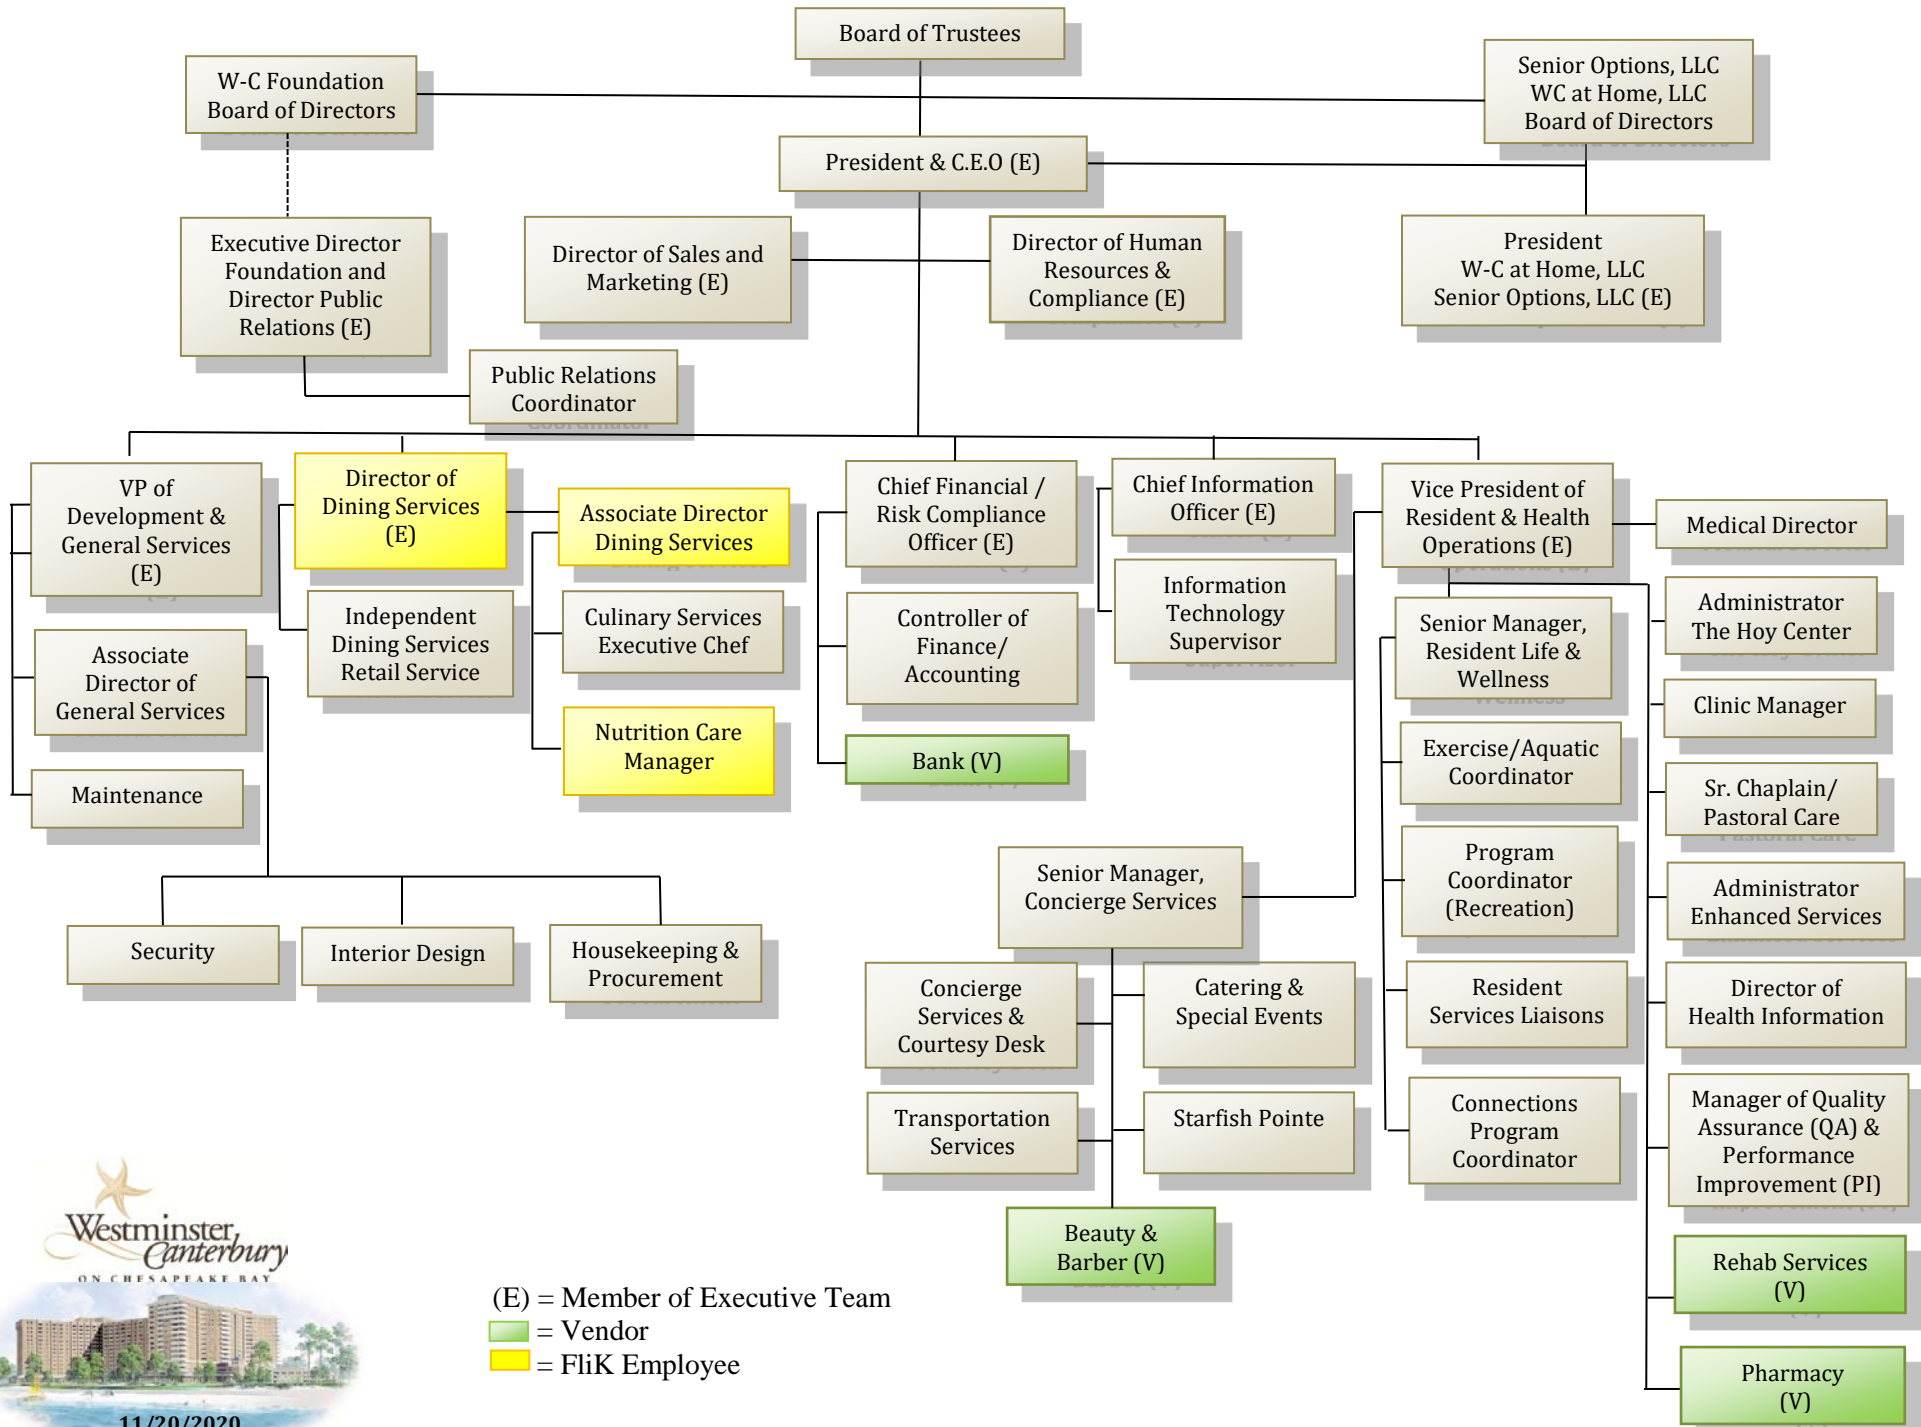 Board of Trustees
W-C Foundation
Board of Directors
Senior Options, LLC
WC at Home, LLC
Board of Directors
President & C.E.O (E)
Executive Director
Foundation and
Director Public
Relations (E)
Director of Sales and
Marketing (E)
Director of Human
Resources &
Compliance (E)
President
W-C at Home, LLC
Senior Options, LLC (E)
Public Relations
Coordinator
VP of
Development &
General Services
(E)
Director of
Dining Services
(E)
Associate Director
Dining Services
Chief Financial /
Risk Compliance
Officer (E)
Chief Information
Officer (E)
Vice President of
Resident & Health
Operations (E)
Medical Director
Associate
Director of
General Services
Independent
Dining Services
Retail Service
Culinary Services
Executive Chef
Controller of
Finance/
Accounting
Information
Technology
Supervisor
Senior Manager,
Resident Life &
Wellness
Administrator
The Hoy Center
Maintenance
Nutrition Care
Manager
Bank (V)
Exercise/Aquatic
Coordinator
Clinic Manager
Sr. Chaplain/
Pastoral Care
Senior Manager,
Concierge Services
Program
Coordinator
(Recreation)
Administrator
Enhanced Services
Security
Interior Design
Housekeeping &
Procurement
Concierge
Services &
Courtesy Desk
Catering &
Special Events
Resident
Services Liaisons
Director of
Health Information
Transportation
Services
Starfish Pointe
Connections
Program
Coordinator
Manager of Quality
Assurance (QA) &
Performance
Improvement (PI)
Beauty &
Barber (V)
Rehab Services
(V)
Pharmacy
(V)
Westminster
Canterbury
ON CHESAPEAKE BAY
11/20/2020
(E) = Member of Executive Team
= Vendor
= FliK Employee